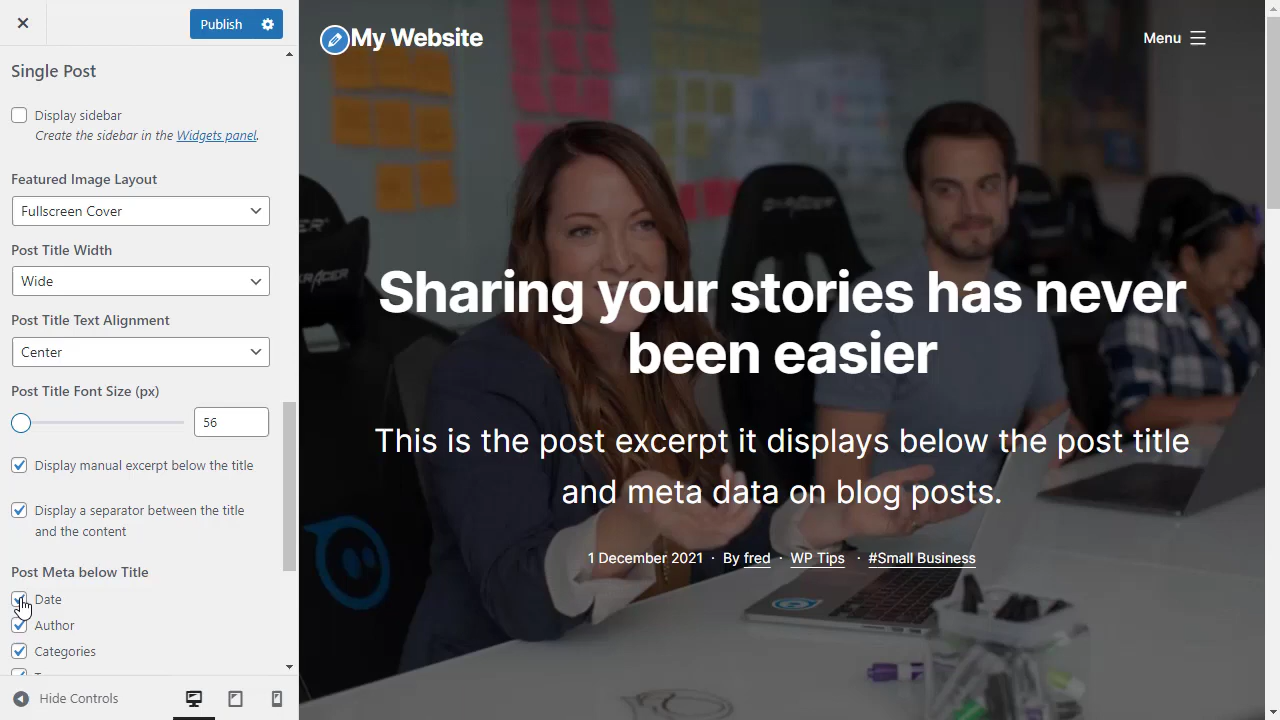 Publish
Single Post
Display sidebar
Create the sidebar in the Widgets panel.
Featured Image Layout
Fullscreen Cover
Post Title Width
Wide
Post Title Text Alignment
Center
Post Title Font Size (px)
56
Display manual excerpt below the title
Display a separator between the title
and the content
Post Meta below Title
Date
Author
Categories
Hide Controls
My Website
Menu
Sharing your stories has never
been easier
This is the post excerpt it displays below the post title
and meta data on blog posts.
1 December 2021 · By fred · WP Tips · #Small Business